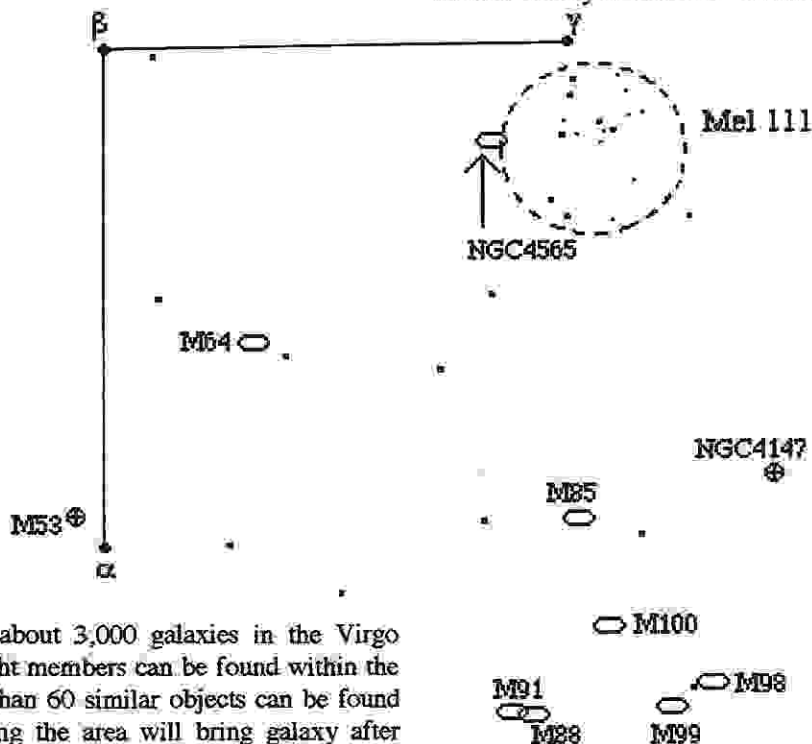 β
γ
Mel 111
NGC4565
M64
NGC4147
M85
M53
α
M100
about 3,000 galaxies in the Virgo
ht members can be found within the
han 60 similar objects can be found
ng the area will bring galaxy after
M91
M98
M88
M99